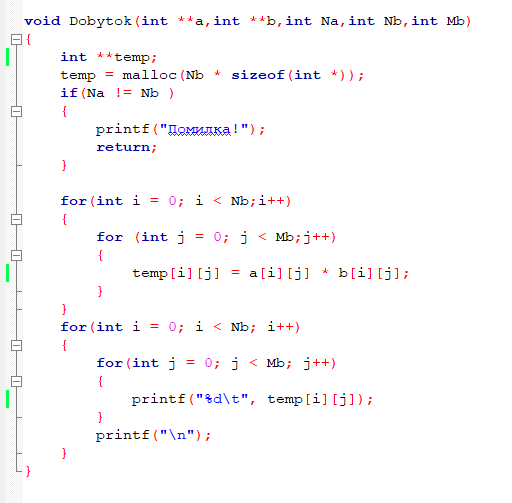 void Dobytok(int **a,int **b,int Na,int Nb,int Mb)
{
    int **temp;
    temp = malloc(Nb * sizeof(int *));
    if(Na != Nb )
    {
        printf("Помилка!");
        return;
    }

    for(int i = 0; i < Nb;i++)
    {
        for (int j = 0; j < Mb;j++)
        {
            temp[i][j] = a[i][j] * b[i][j];
        }
    }
    for(int i = 0; i < Nb; i++)
    {
        for(int j = 0; j < Mb; j++)
        {
            printf("%d\t", temp[i][j]);
        }
        printf("\n");
    }
}